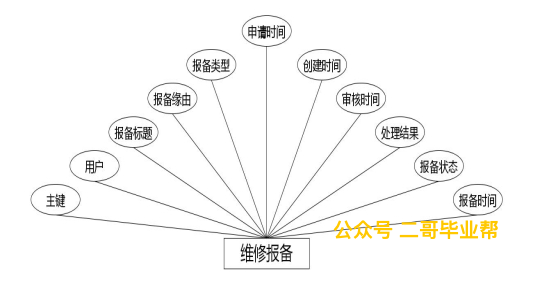 申请时间
报备类型
创建时间
报备缘由
审核时间
报备标题
处理结果
用户
报备状态
主键
报备时间
公众号 二哥毕业帮
维修报备